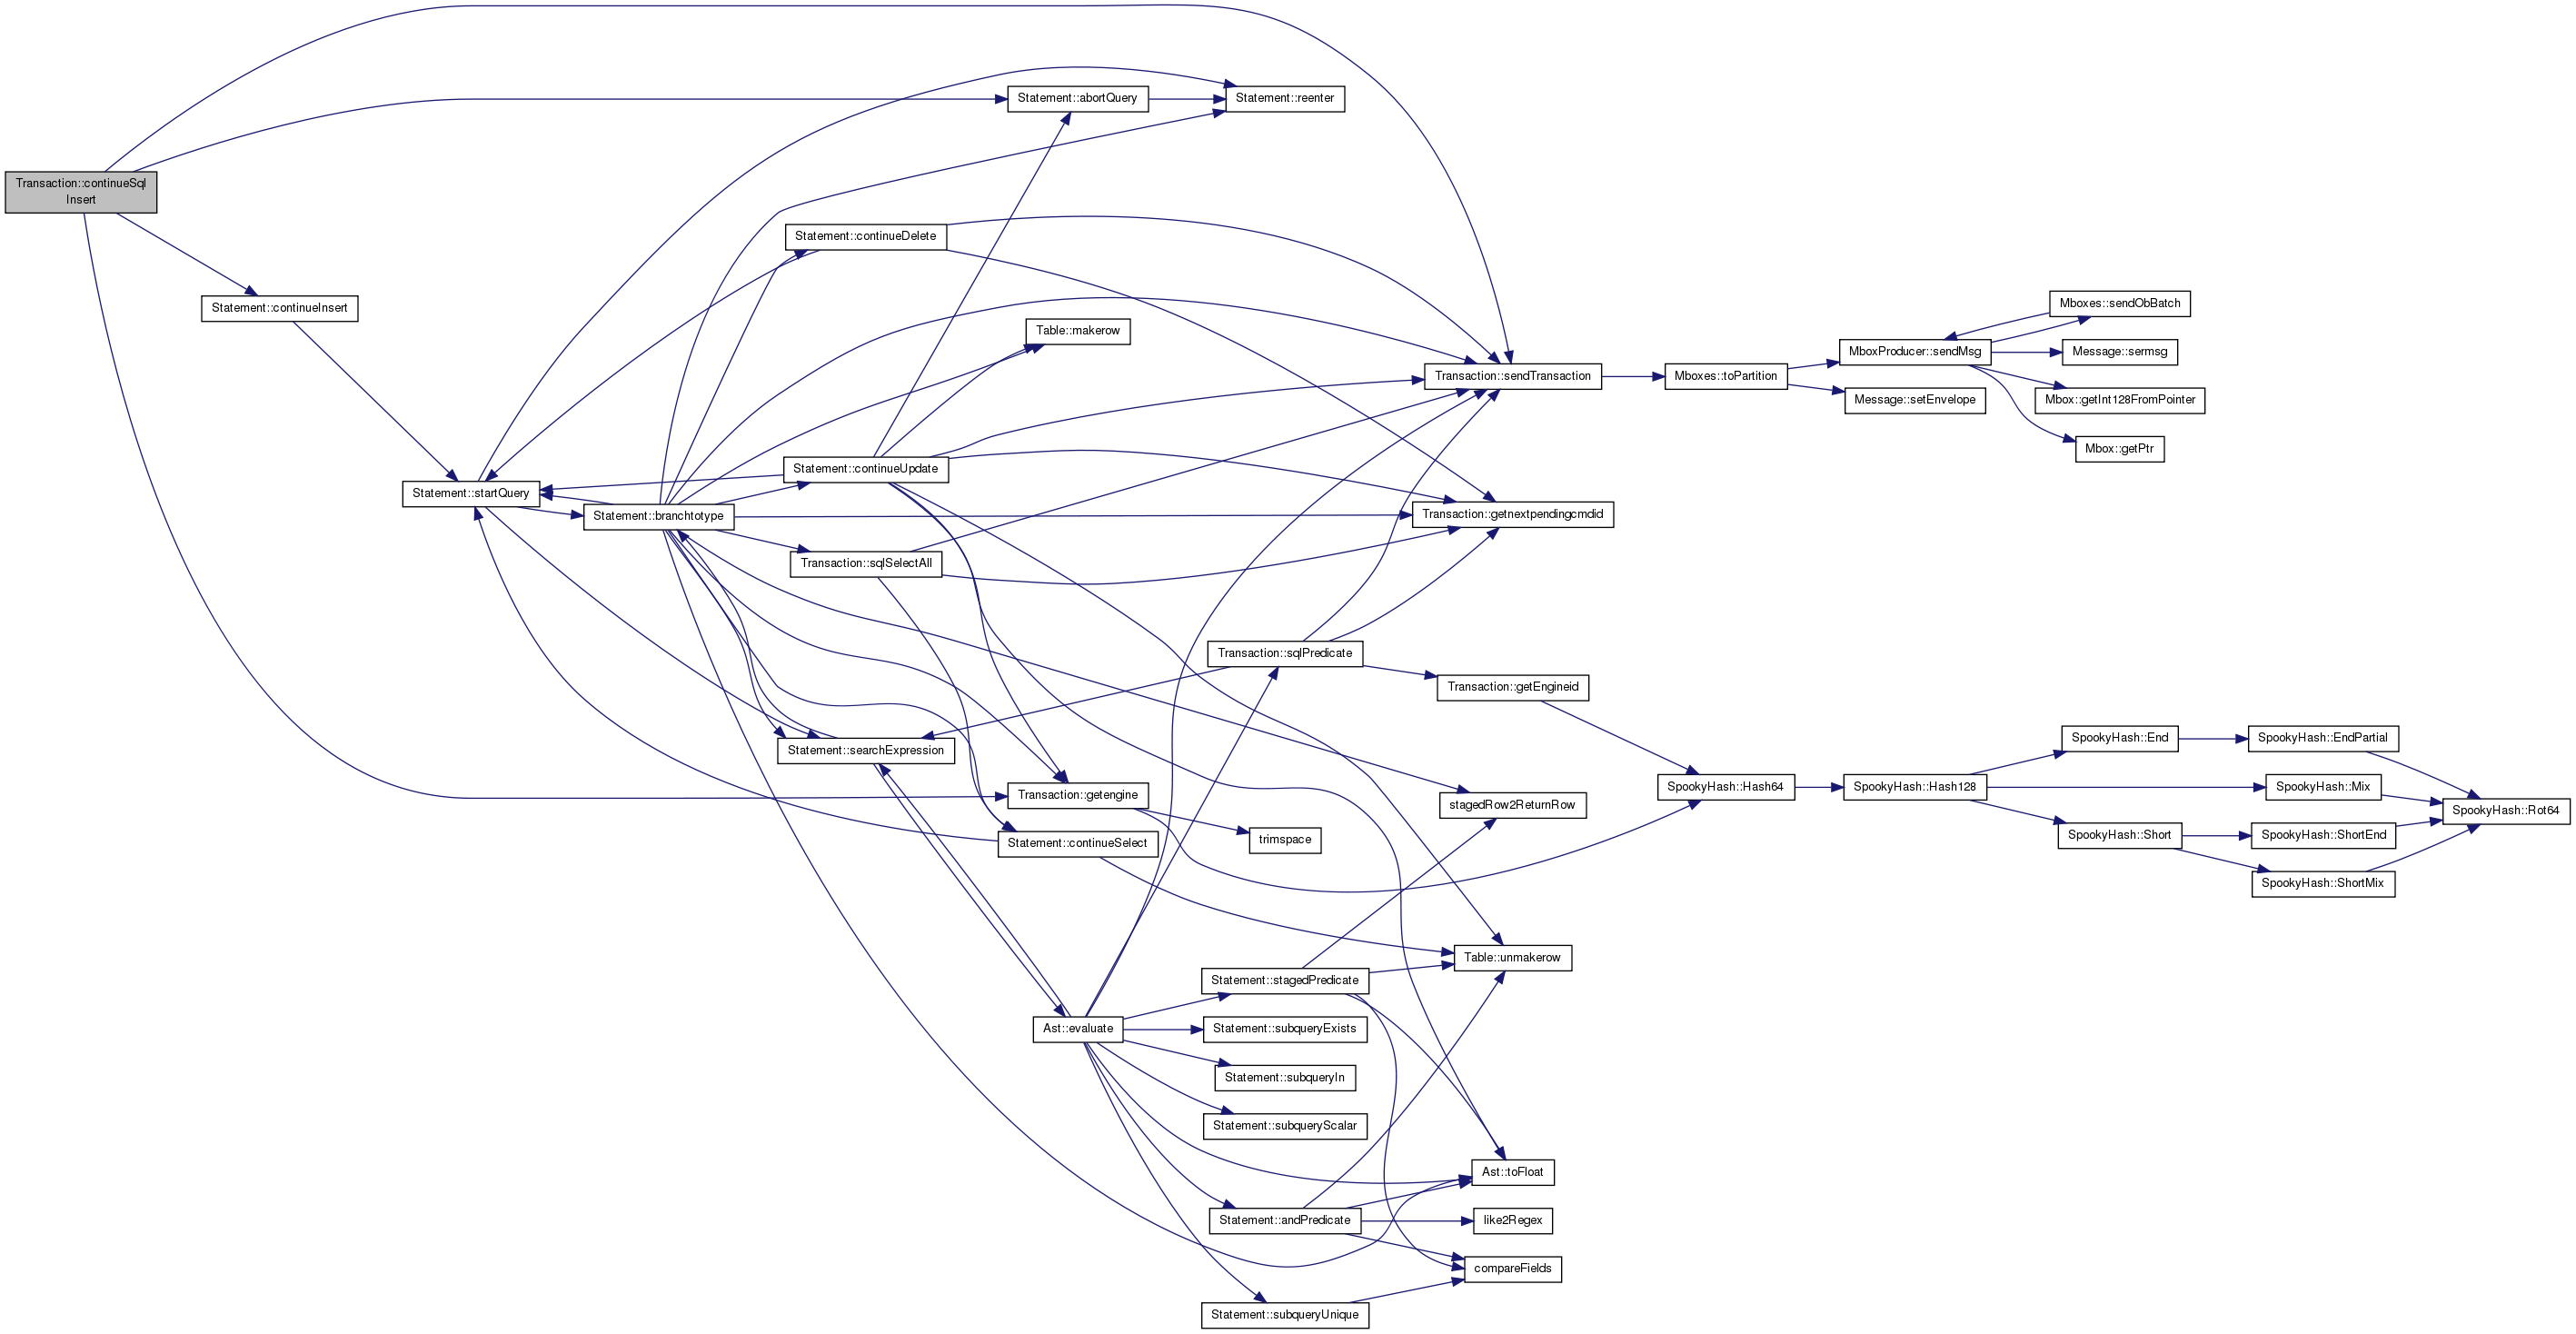 Transaction::continueSql
Insert
Statement::continueInsert
Statement::startQuery
Statement::branchtotype
Statement::continueDelete
Statement::continueUpdate
Transaction::sqlSelectAll
Statement::searchExpression
Statement::abortQuery
Table::makerow
Transaction::getengine
Statement::continueSelect
Ast::evaluate
Statement::reenter
Transaction::sqlPredicate
trimspace
Statement::stagedPredicate
Statement::subqueryExists
Statement::subqueryIn
Statement::subqueryScalar
Statement::andPredicate
Statement::subqueryUnique
Transaction::sendTransaction
Transaction::getnextpendingcmdid
Transaction::getEngineid
stagedRow2ReturnRow
Table::unmakerow
Ast::toFloat
like2Regex
compareFields
Mboxes::toPartition
SpookyHash::Hash64
MboxProducer::sendMsg
Message::setEnvelope
SpookyHash::Hash128
Mboxes::sendObBatch
Message::sermsg
Mbox::getInt128FromPointer
Mbox::getPtr
SpookyHash::End
SpookyHash::Short
SpookyHash::EndPartial
SpookyHash::Mix
SpookyHash::ShortEnd
SpookyHash::ShortMix
SpookyHash::Rot64